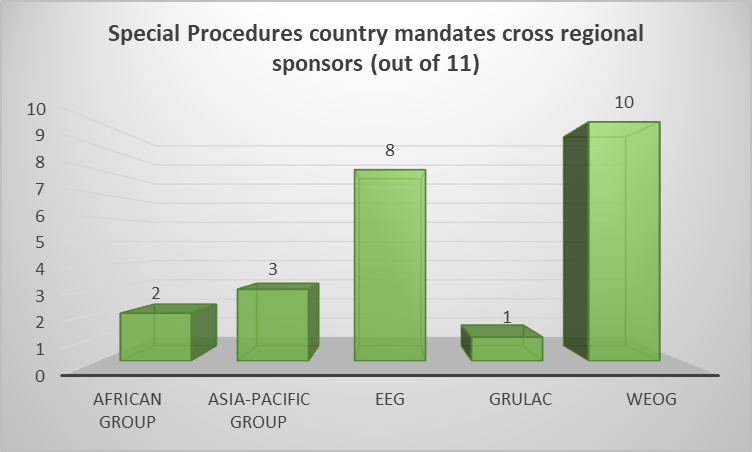 Special Procedures country mandates cross regional
sponsors (out of 11)
10
9
8
7
6
5
4
3
2
1
0
2
3
8
1
10
AFRICAN
GROUP
ASIA-PACIFIC
GROUP
EEG
GRULAC
WEOG